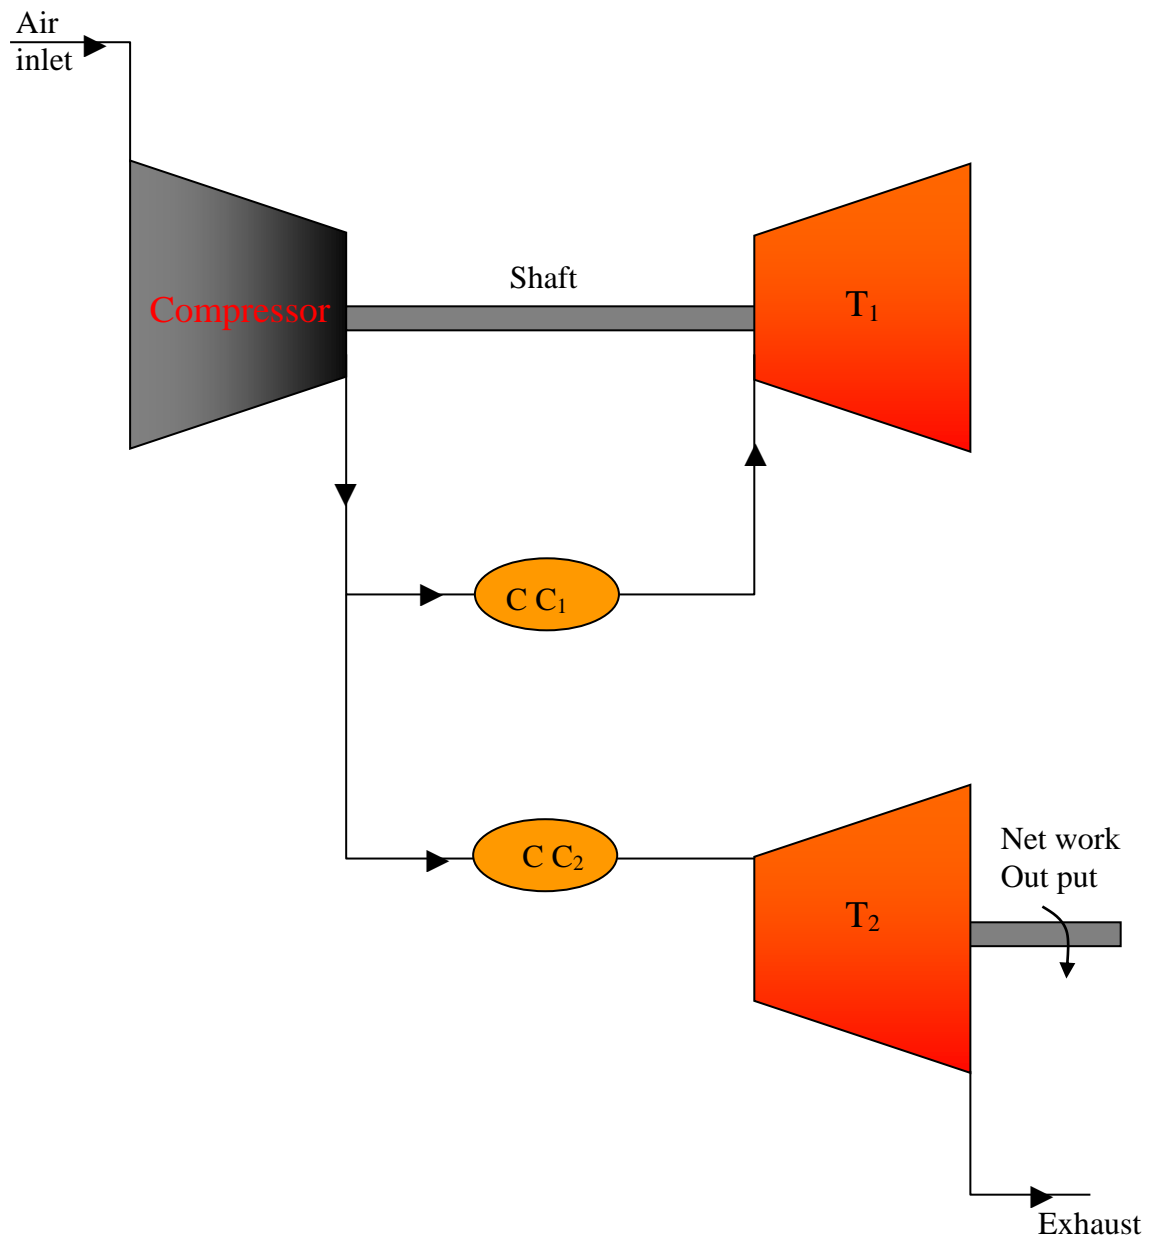 Air
inlet
Shaft
Compressor
T₁
C C₁
C C₂
Net work
Out put
T₂
Exhaust